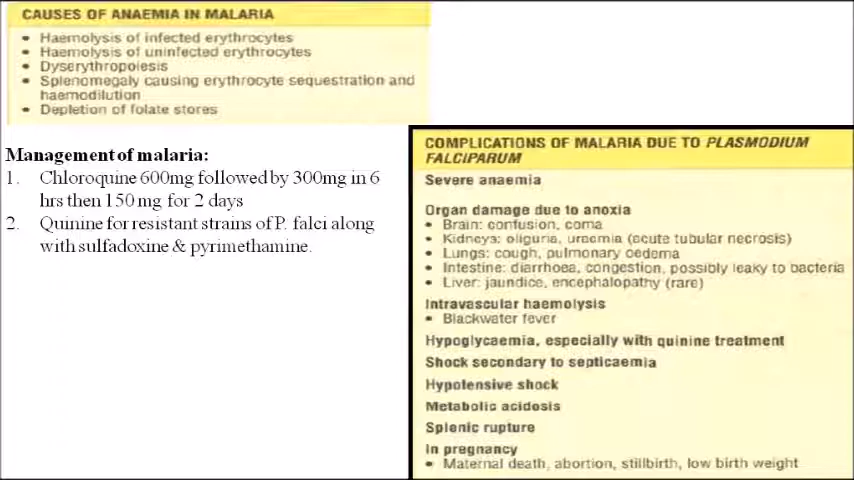 CAUSES OF ANAEMIA IN MALARIA
• Haemolysis of infected erythrocytes
• Haemolysis of uninfected erythrocytes
• Dyserythropoiesis
• Splenomegaly causing erythrocyte sequestration and
haemodilution
• Depletion of folate stores
Management of malaria:
1. Chloroquine 600mg followed by 300mg in 6
hrs then 150 mg for 2 days
2. Quinine for resistant strains of P. falci along
with sulfadoxine & pyrimethamine.
COMPLICATIONS OF MALARIA DUE TO PLASMODIUM
FALCIPARUM
Severe anaemia
Organ damage due to anoxia
• Brain: confusion, coma
• Kidneys: oliguria, uraemia (acute tubular necrosis)
• Lungs: cough, pulmonary oedema
• Intestine: diarrhoea, congestion, possibly leaky to bacteria
• Liver: jaundice, encephalopathy (rare)
Intravascular haemolysis
• Blackwater fever
Hypoglycaemia, especially with quinine treatment
Shock secondary to septicaemia
Hypotensive shock
Metabolic acidosis
Splenic rupture
In pregnancy
• Maternal death, abortion, stillbirth, low birth weight